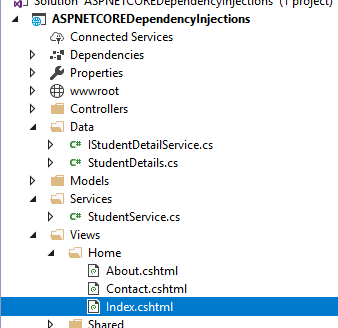 Solution 'ASPNETCOREDependencyInjections' (1 project)
ASPNETCOREDependencyInjections
Connected Services
Dependencies
Properties
wwwroot
Controllers
Data
C# IStudentDetailService.cs
C# StudentDetails.cs
Models
Services
C# StudentService.cs
Views
Home
About.cshtml
Contact.cshtml
Index.cshtml
Shared